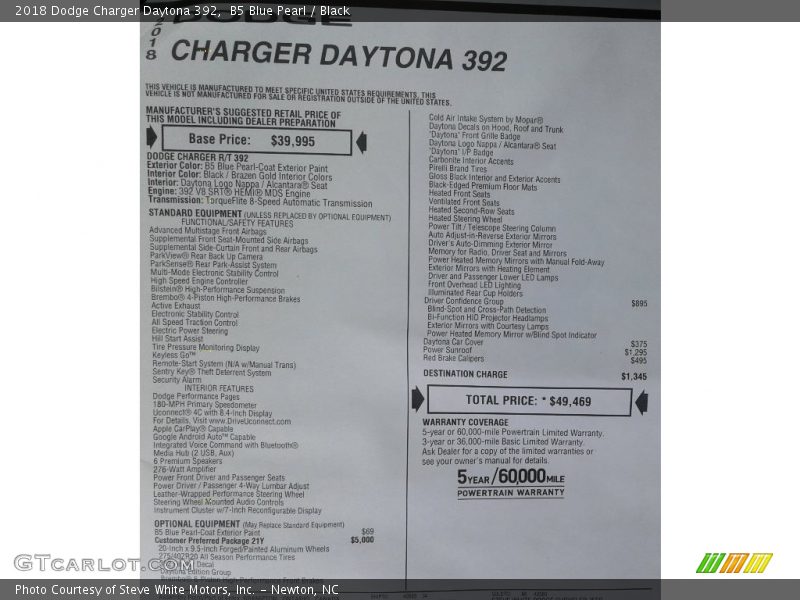 2018 Dodge Charger Daytona 392, B5 Blue Pearl / Black
DODGE
2018
CHARGER DAYTONA 392
THIS VEHICLE IS MANUFACTURED TO MEET SPECIFIC UNITED STATES REQUIREMENTS. THIS
VEHICLE IS NOT MANUFACTURED FOR SALE OR REGISTRATION OUTSIDE OF THE UNITED STATES.
MANUFACTURER'S SUGGESTED RETAIL PRICE OF
THIS MODEL INCLUDING DEALER PREPARATION
Base Price: $39,995
DODGE CHARGER R/T 392
Exterior Color: B5 Blue Pearl-Coat Exterior Paint
Interior Color: Black / Brazen Gold Interior Colors
Interior: Daytona Logo Nappa / Alcantara® Seat
Engine: 392 V8 SRT® HEMI® MDS Engine
Transmission: TorqueFlite 8-Speed Automatic Transmission
STANDARD EQUIPMENT (UNLESS REPLACED BY OPTIONAL EQUIPMENT)
FUNCTIONAL/SAFETY FEATURES
Advanced Multistage Front Airbags
Supplemental Front Seat-Mounted Side Airbags
Supplemental Side-Curtain Front and Rear Airbags
ParkView® Rear Back Up Camera
ParkSense® Rear Park-Assist System
Multi-Mode Electronic Stability Control
High Speed Engine Controller
Bilstein® High-Performance Suspension
Brembo® 4-Piston High-Performance Brakes
Active Exhaust
Electronic Stability Control
All Speed Traction Control
Electric Power Steering
Hill Start Assist
Tire Pressure Monitoring Display
Keyless Go™
Remote-Start System (N/A w/Manual Trans)
Sentry Key® Theft Deterrent System
Security Alarm
INTERIOR FEATURES
Dodge Performance Pages
180-MPH Primary Speedometer
Uconnect® 4C with 8.4-Inch Display
For Details, Visit www.DriveUconnect.com
Apple CarPlay® Capable
Google Android Auto™ Capable
Integrated Voice Command with Bluetooth®
Media Hub (2 USB, Aux)
6 Premium Speakers
276-Watt Amplifier
Power Front Driver and Passenger Seats
Power Driver / Passenger 4-Way Lumbar Adjust
Leather-Wrapped Performance Steering Wheel
Steering Wheel Mounted Audio Controls
Instrument Cluster w/7-Inch Reconfigurable Display
OPTIONAL EQUIPMENT (May Replace Standard Equipment)
B5 Blue Pearl-Coat Exterior Paint $69
Customer Preferred Package 21Y $5,000
20-Inch x 9.5-Inch Forged/Painted Aluminum Wheels
275/40ZR20 All Season Performance Tires
Decal
Daytona Edition Group
Cold Air Intake System by Mopar®
Daytona Decals on Hood, Roof and Trunk
"Daytona" Front Grille Badge
Daytona Logo Nappa / Alcantara® Seat
"Daytona" I/P Badge
Carbonite Interior Accents
Pirelli Brand Tires
Gloss Black Interior and Exterior Accents
Black-Edged Premium Floor Mats
Heated Front Seats
Ventilated Front Seats
Heated Second-Row Seats
Heated Steering Wheel
Power Tilt / Telescope Steering Column
Auto Adjust-in-Reverse Exterior Mirrors
Driver's Auto-Dimming Exterior Mirror
Memory for Radio, Driver Seat and Mirrors
Power Heated Memory Mirrors with Manual Fold-Away
Exterior Mirrors with Heating Element
Driver and Passenger Lower LED Lamps
Front Overhead LED Lighting
Illuminated Rear Cup Holders
Driver Confidence Group $895
Blind-Spot and Cross-Path Detection
Bi-Function HID Projector Headlamps
Exterior Mirrors with Courtesy Lamps
Power Heated Memory Mirror w/Blind Spot Indicator
Daytona Car Cover $375
Power Sunroof $1,295
Red Brake Calipers $495
DESTINATION CHARGE $1,345
TOTAL PRICE: * $49,469
WARRANTY COVERAGE
5-year or 60,000-mile Powertrain Limited Warranty.
3-year or 36,000-mile Basic Limited Warranty.
Ask Dealer for a copy of the limited warranties or
see your owner's manual for details.
5YEAR/60,000MILE
POWERTRAIN WARRANTY
GTCarLot.com
Photo Courtesy of Steve White Motors, Inc. – Newton, NC